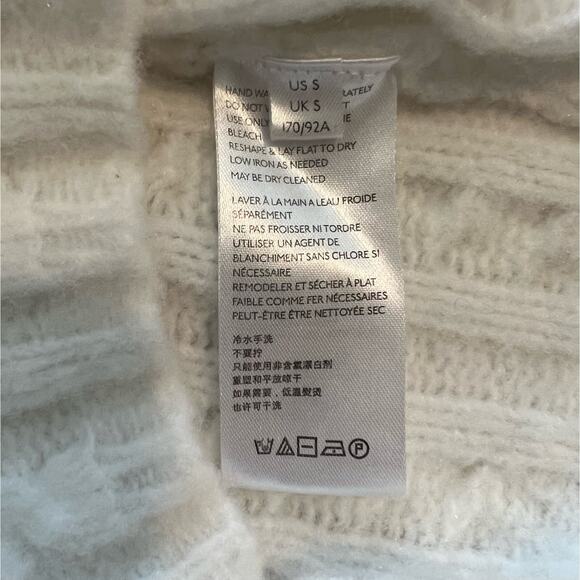 US S
UK S
170/92A
HAND WA RATELY
DO NOT T
USE ONLY NE
BLEACH
RESHAPE & LAY FLAT TO DRY
LOW IRON AS NEEDED
MAY BE DRY CLEANED
LAVER À LA MAIN A LEAU FROIDE
SÉPARÉMENT
NE PAS FROISSER NI TORDRE
UTILISER UN AGENT DE
BLANCHIMENT SANS CHLORE SI
NÉCESSAIRE
REMODELER ET SÉCHER À PLAT
FAIBLE COMME FER NÉCESSAIRES
PEUT-ÊTRE ÊTRE NETTOYÉE SEC
冷水手洗
不要拧
只能使用非含氯漂白剂
重塑和平放晾干
如果需要，低温熨烫
也许可干洗
P